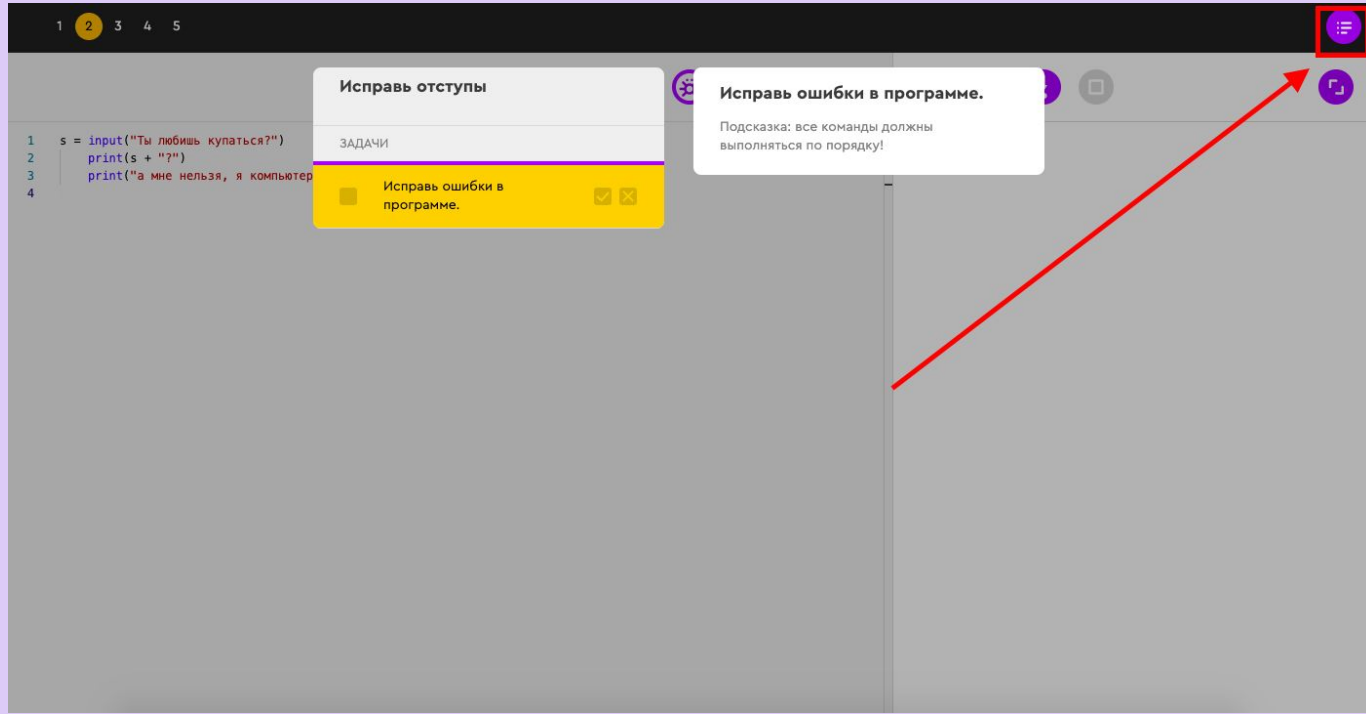 1 2 3 4 5
Исправь отступы
ЗАДАЧИ
Исправь ошибки в
программе.
Исправь ошибки в программе.
Подсказка: все команды должны
выполняться по порядку!
1 s = input("Ты любишь купаться?")
2 print(s + "?")
3 print("а мне нельзя, я компьютер
4